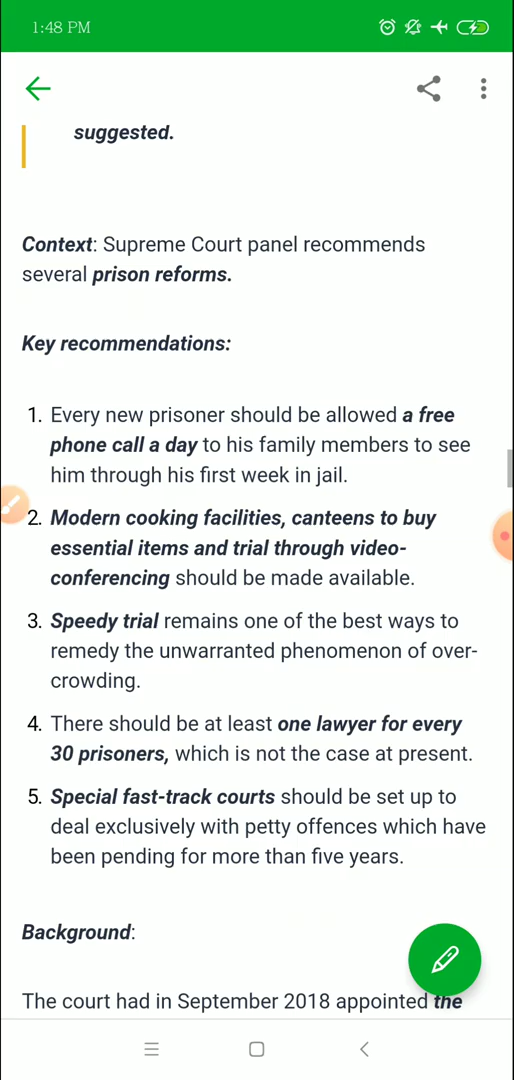 1:48 PM
suggested.
Context: Supreme Court panel recommends
several prison reforms.
Key recommendations:
1. Every new prisoner should be allowed a free
phone call a day to his family members to see
him through his first week in jail.
2. Modern cooking facilities, canteens to buy
essential items and trial through video-
conferencing should be made available.
3. Speedy trial remains one of the best ways to
remedy the unwarranted phenomenon of over-
crowding.
4. There should be at least one lawyer for every
30 prisoners, which is not the case at present.
5. Special fast-track courts should be set up to
deal exclusively with petty offences which have
been pending for more than five years.
Background:
The court had in September 2018 appointed the